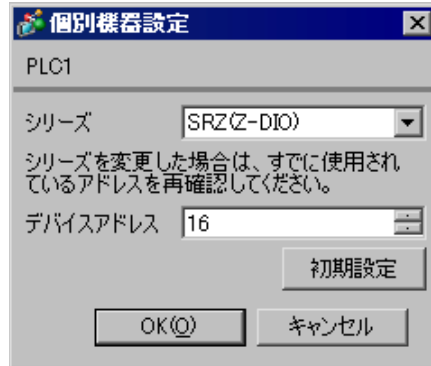 個別機器設定
PLC1
シリーズ SRZ(Z-DIO)
シリーズを変更した場合は、すでに使用され
ているアドレスを再確認してください。
デバイスアドレス 16
初期設定
OK(O) キャンセル